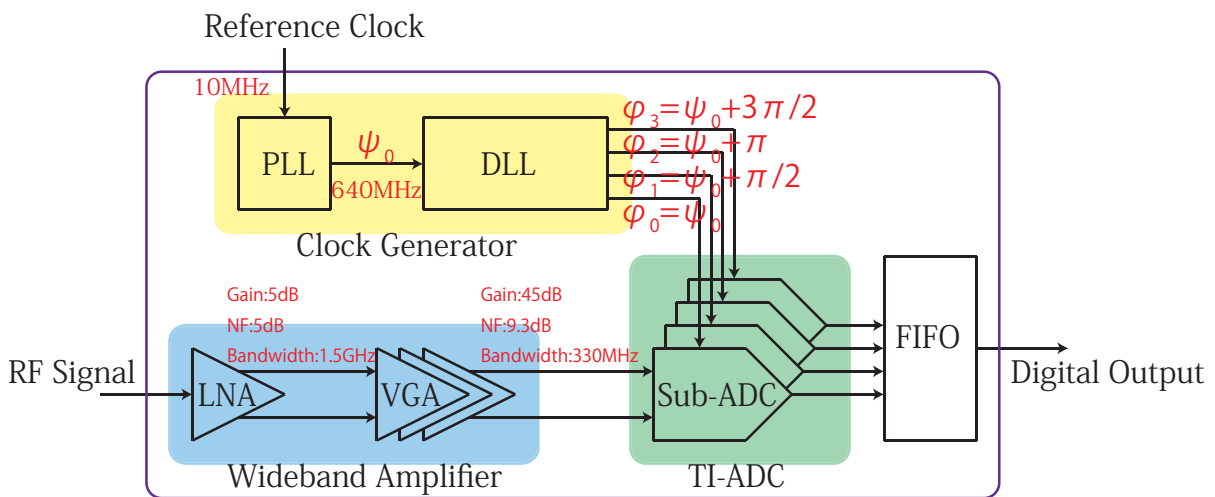 Reference Clock
10MHz
PLL
ψ₀
640MHz
DLL
φ₃=ψ₀+3π/2
φ₂=ψ₀+π
φ₁=ψ₀+π/2
φ₀=ψ₀
Clock Generator
Gain:5dB
NF:5dB
Bandwidth:1.5GHz
Gain:45dB
NF:9.3dB
Bandwidth:330MHz
RF Signal
LNA
VGA
Wideband Amplifier
Sub-ADC
TI-ADC
FIFO
Digital Output